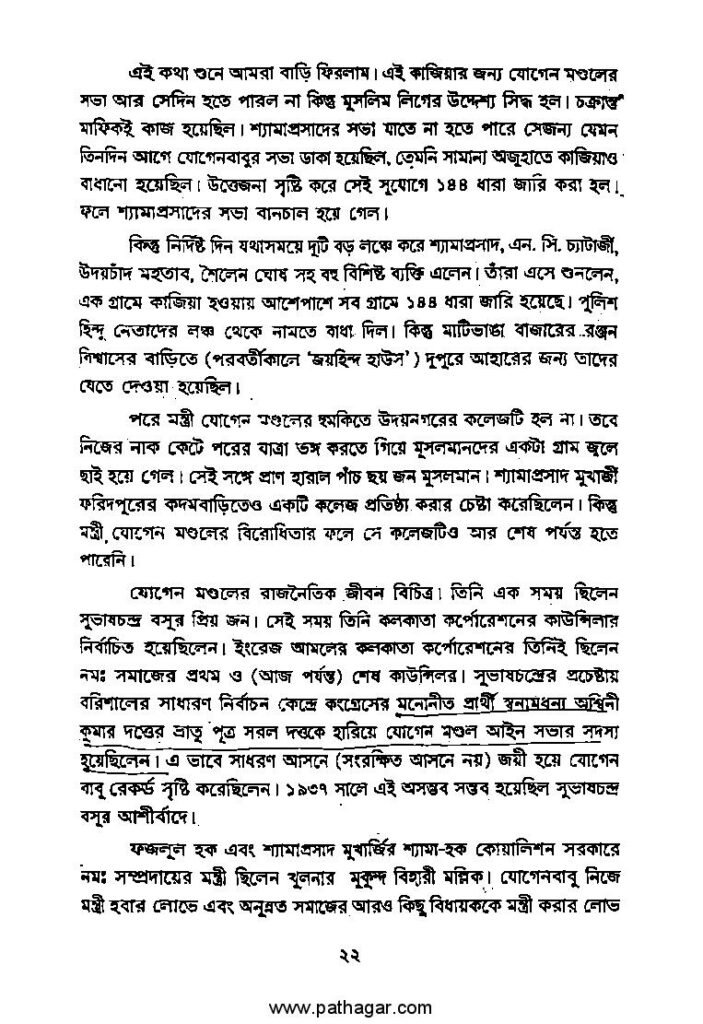 এই কথা শুনে আমরা বাড়ি ফিরলাম। এই কাজিয়ার জন্য যোগেন মণ্ডলের
সভা আর সেদিন হতে পারল না কিন্তু মুসলিম লিগের উদ্দেশ্য সিদ্ধ হল। চক্রান্ত
মাফিকই কাজ হয়েছিল। শ্যামাপ্রসাদের সভা যাতে না হতে পারে সেজন্য যেমন
তিনদিন আগে যোগেনবাবুর সভা ডাকা হয়েছিল, তেমনি সামান্য অজুহাতে কাজিয়াও
বাধানো হয়েছিল। উত্তেজনা সৃষ্টি করে সেই সুযোগে ১৪৪ ধারা জারি করা হল।
ফলে শ্যামাপ্রসাদের সভা বানচাল হয়ে গেল।
কিন্তু নির্দিষ্ট দিন যথাসময়ে দুটি বড় লঞ্চে করে শ্যামাপ্রসাদ, এন. সি. চ্যাটার্জী,
উদয়চাঁদ মহতাব, শৈলেন ঘোষ সহ বহু বিশিষ্ট ব্যক্তি এলেন। তাঁরা এসে শুনলেন,
এক গ্রামে কাজিয়া হওয়ায় আশেপাশে সব গ্রামে ১৪৪ ধারা জারি হয়েছে। পুলিশ
হিন্দু নেতাদের লঞ্চ থেকে নামতে বাধা দিল। কিন্তু মাটিভাঙা বাজারের রঞ্জন
বিশ্বাসের বাড়িতে (পরবর্তীকালে ‘জয়হিন্দ হাউস’) দুপুরে আহারের জন্য তাদের
যেতে দেওয়া হয়েছিল।
পরে মন্ত্রী যোগেন মণ্ডলের হুমকিতে উদয়নগরের কলেজটি হল না। তবে
নিজের নাক কেটে পরের যাত্রা ভঙ্গ করতে গিয়ে মুসলমানদের একটা গ্রাম জ্বলে
ছাই হয়ে গেল। সেই সঙ্গে প্রাণ হারাল পাঁচ ছয় জন মুসলমান। শ্যামাপ্রসাদ মুখার্জী
ফরিদপুরের কদমবাড়িতেও একটি কলেজ প্রতিষ্ঠা করার চেষ্টা করেছিলেন। কিন্তু
মন্ত্রী যোগেন মণ্ডলের বিরোধিতার ফলে সে কলেজটিও আর শেষ পর্যন্ত হতে
পারেনি।
যোগেন মণ্ডলের রাজনৈতিক জীবন বিচিত্র। তিনি এক সময় ছিলেন
সুভাষচন্দ্র বসুর প্রিয় জন। সেই সময় তিনি কলকাতা কর্পোরেশনের কাউন্সিলার
নির্বাচিত হয়েছিলেন। ইংরেজ আমলের কলকাতা কর্পোরেশনের তিনিই ছিলেন
নমঃ সমাজের প্রথম ও (আজ পর্যন্ত) শেষ কাউন্সিলর। সুভাষচন্দ্রের প্রচেষ্টায়
বরিশালের সাধারণ নির্বাচন কেন্দ্রে কংগ্রেসের মনোনীত প্রার্থী স্বনামধন্য অশ্বিনী
কুমার দত্তের ভ্রাতু পুত্র সরল দত্তকে হারিয়ে যোগেন মণ্ডল আইন সভার সদস্য
হয়েছিলেন। এ ভাবে সাধরণ আসনে (সংরক্ষিত আসনে নয়) জয়ী হয়ে যোগেন
বাবু রেকর্ড সৃষ্টি করেছিলেন। ১৯৩৭ সালে এই অসম্ভব সম্ভব হয়েছিল সুভাষচন্দ্র
বসুর আশীর্বাদে।
ফজলুল হক এবং শ্যামাপ্রসাদ মুখার্জির শ্যামা-হক কোয়ালিশন সরকারে
নমঃ সম্প্রদায়ের মন্ত্রী ছিলেন খুলনার মুকুন্দ বিহারী মল্লিক। যোগেনবাবু নিজে
মন্ত্রী হবার লোভে এবং অনুন্নত সমাজের আরও কিছু বিধায়ককে মন্ত্রী করার লোভ
২২
www.pathagar.com